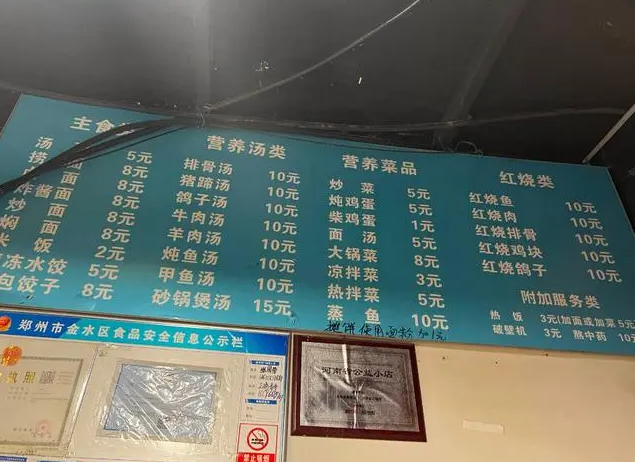 主食
汤 5元
捞面 8元
炸酱面 8元
面 8元
焖面 8元
米饭 2元
冻水饺 5元
包饺子 8元
营养汤类
排骨汤 10元
猪蹄汤 10元
鸽子汤 10元
牛肉汤 10元
羊肉汤 10元
炖鱼汤 10元
甲鱼汤 10元
砂锅煲汤 15元
营养菜品
炒菜 5元
炖鸡蛋
柴鸡蛋
面汤
大锅菜 8元
凉拌菜 3元
热拌菜 5元
蒸鱼 10元
红烧类
红烧鱼 10元
红烧肉 10元
红烧排骨 10元
红烧鸡块 10元
红烧鸽子 10元
附加服务类
热饭 3元(加面或加菜5元
破壁机 3元 熬中药 10元
使用面粉加1元
郑州市金水区食品安全信息公示栏
河南省公益小店
禁止吸烟